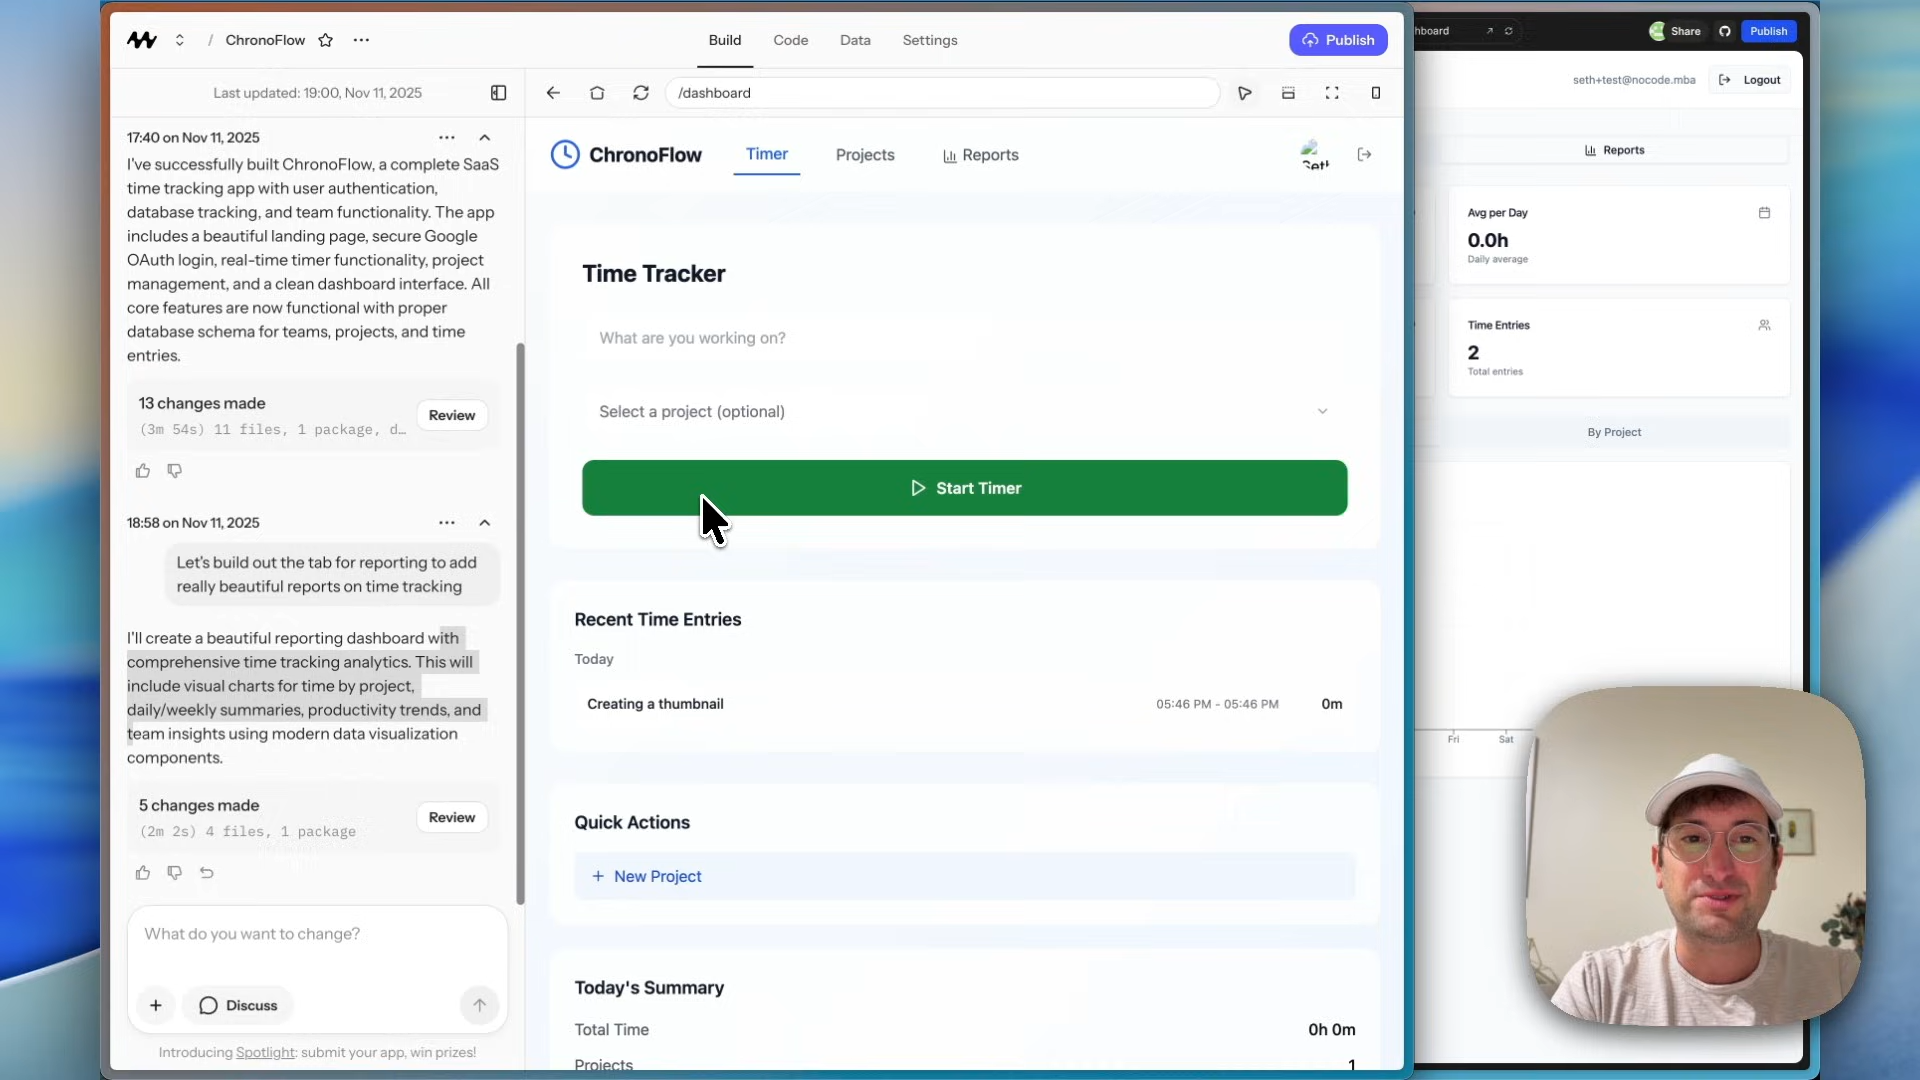 / ChronoFlow
Build Code Data Settings
Publish
Last updated: 19:00, Nov 11, 2025
/dashboard
17:40 on Nov 11, 2025
I've successfully built ChronoFlow, a complete SaaS
time tracking app with user authentication,
database tracking, and team functionality. The app
includes a beautiful landing page, secure Google
OAuth login, real-time timer functionality, project
management, and a clean dashboard interface. All
core features are now functional with proper
database schema for teams, projects, and time
entries.
13 changes made
(3m 54s) 11 files, 1 package, d…
Review
18:58 on Nov 11, 2025
Let's build out the tab for reporting to add
really beautiful reports on time tracking
I'll create a beautiful reporting dashboard with
comprehensive time tracking analytics. This will
include visual charts for time by project,
daily/weekly summaries, productivity trends, and
team insights using modern data visualization
components.
5 changes made
(2m 2s) 4 files, 1 package
Review
What do you want to change?
Discuss
Introducing Spotlight: submit your app, win prizes!
ChronoFlow
Timer
Projects
Reports
Time Tracker
What are you working on?
Select a project (optional)
Start Timer
Recent Time Entries
Today
Creating a thumbnail
05:46 PM - 05:46 PM
0m
Quick Actions
+ New Project
Today's Summary
Total Time
0h 0m
Projects
1
Share
Publish
seth+test@nocode.mba
Logout
Reports
Avg per Day
0.0h
Daily average
Time Entries
2
Total entries
By Project
Fri
Sat